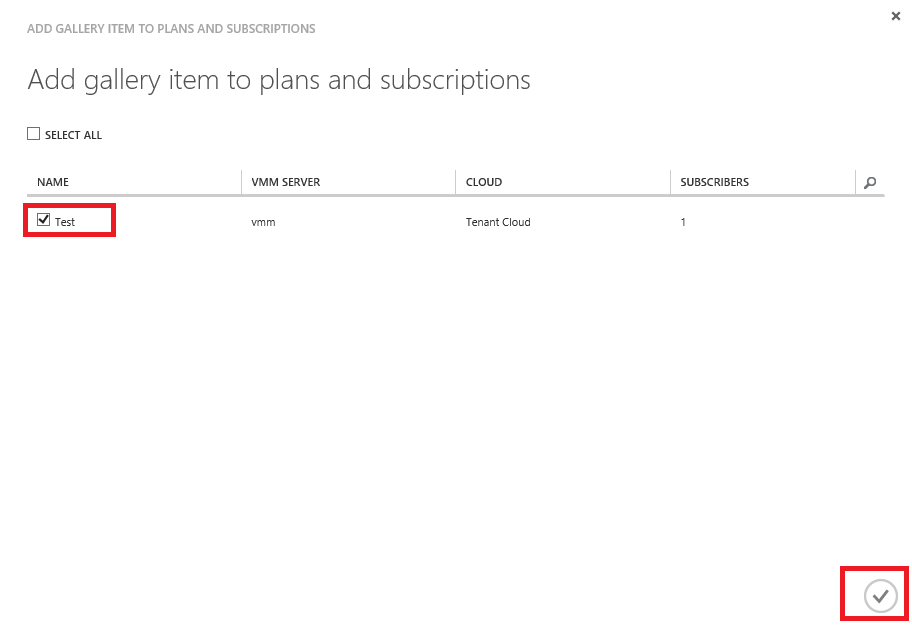 ADD GALLERY ITEM TO PLANS AND SUBSCRIPTIONS
Add gallery item to plans and subscriptions
SELECT ALL
NAME VMM SERVER CLOUD SUBSCRIBERS
Test vmm Tenant Cloud 1